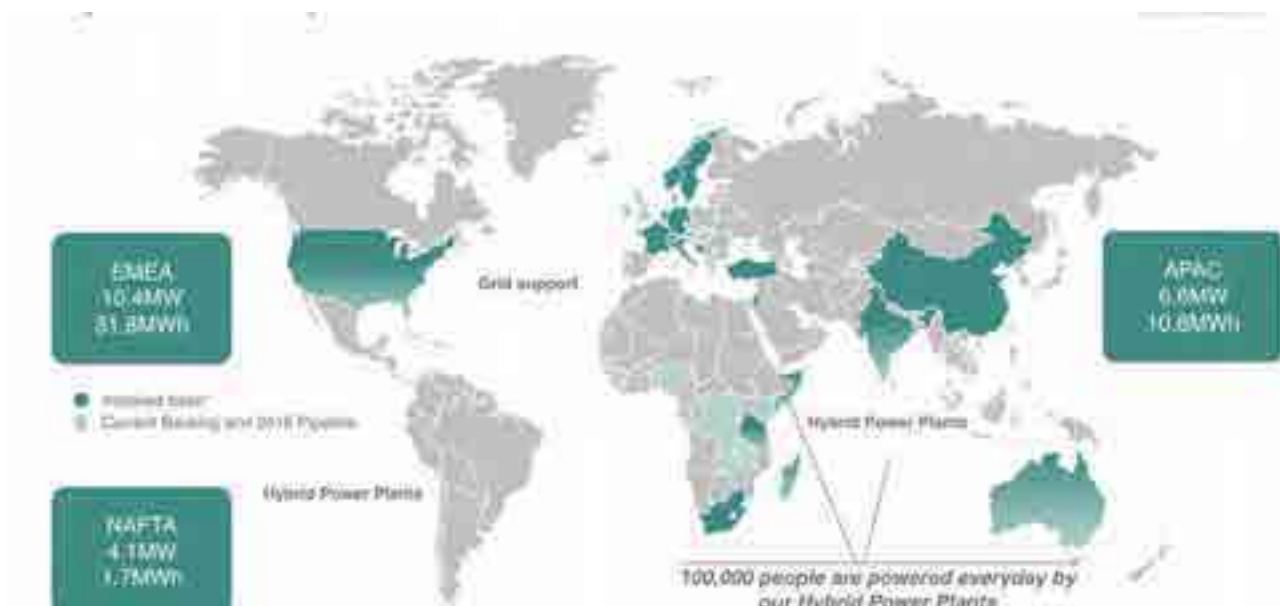 Grid support
EMEA
10.4MW
31.8MWh
APAC
6.6MW
10.8MWh
Installed base
Current Backlog and 2018 Pipeline
Hybrid Power Plants
Hybrid Power Plants
NAFTA
4.1MW
1.7MWh
100,000 people are powered everyday by
our Hybrid Power Plants